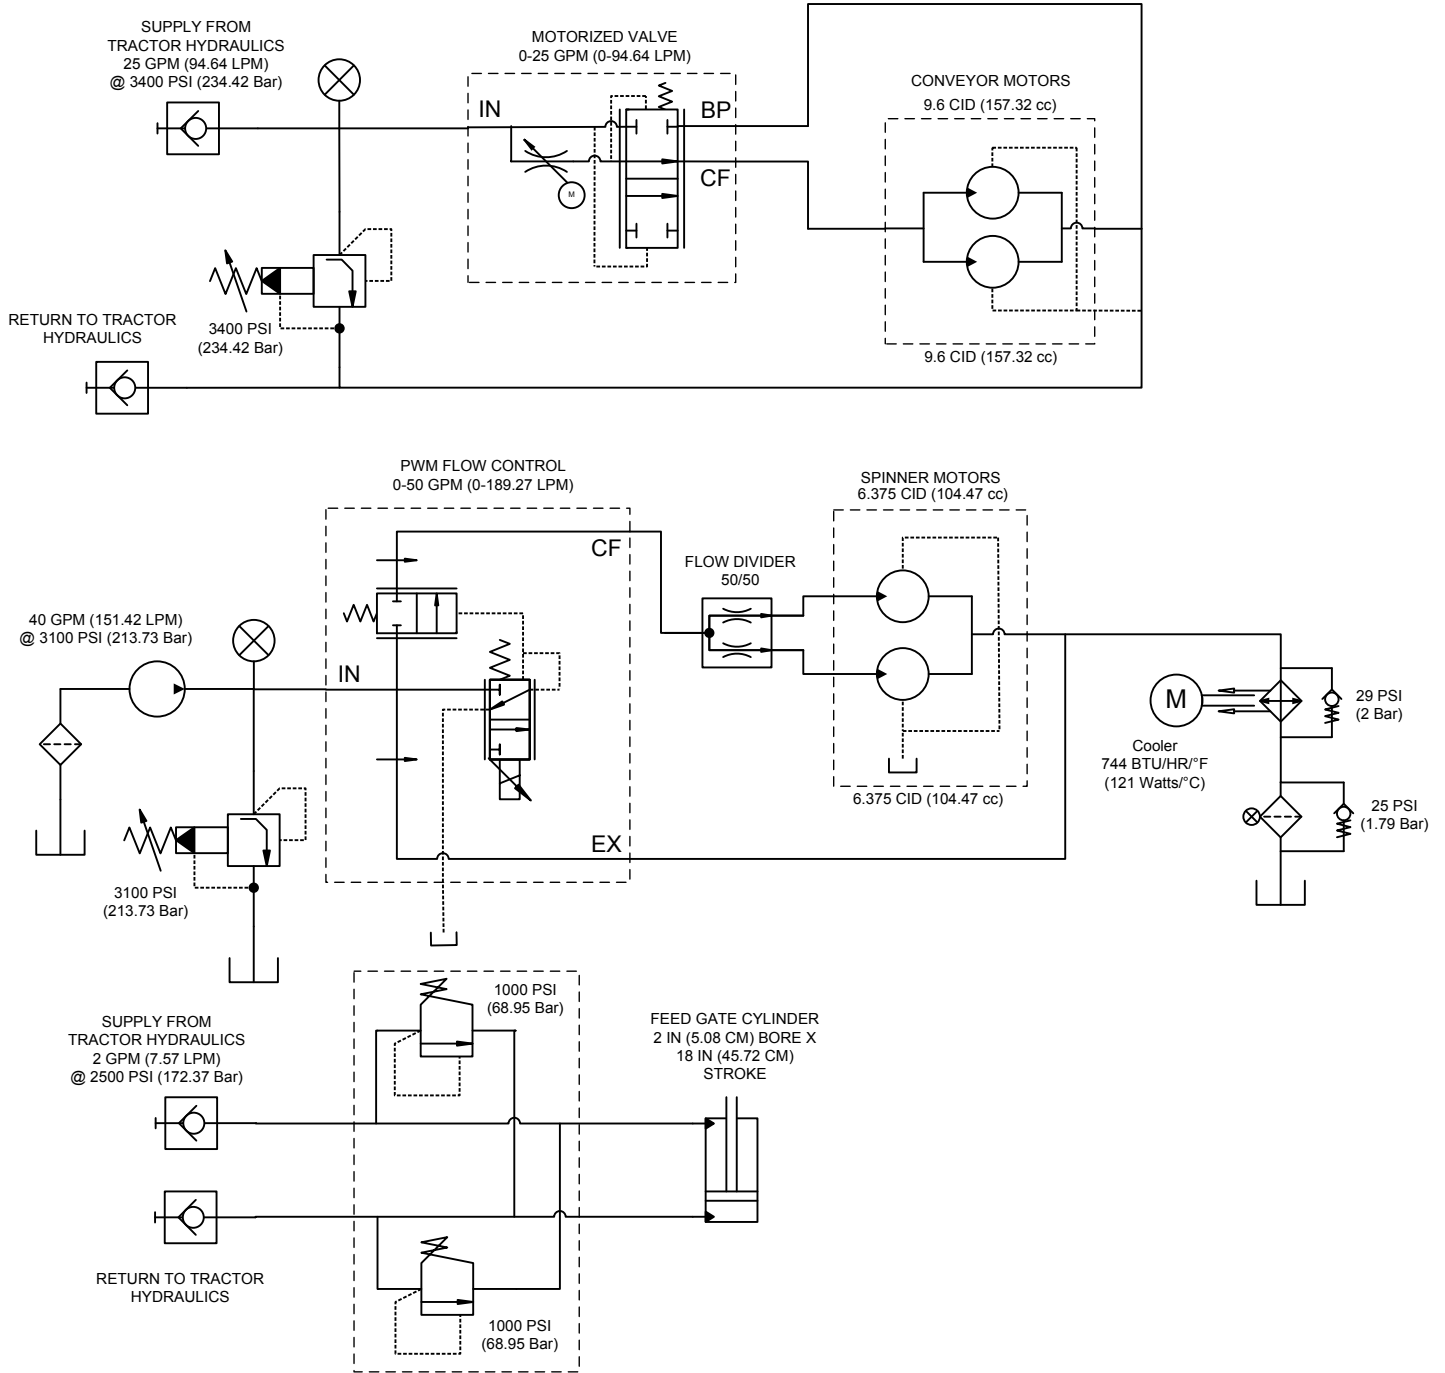 SUPPLY FROM
TRACTOR HYDRAULICS
25 GPM (94.64 LPM)
@ 3400 PSI (234.42 Bar)
MOTORIZED VALVE
0-25 GPM (0-94.64 LPM)
IN
BP
CF
M
CONVEYOR MOTORS
9.6 CID (157.32 cc)
9.6 CID (157.32 cc)
3400 PSI
(234.42 Bar)
RETURN TO TRACTOR
HYDRAULICS
PWM FLOW CONTROL
0-50 GPM (0-189.27 LPM)
CF
IN
EX
40 GPM (151.42 LPM)
@ 3100 PSI (213.73 Bar)
3100 PSI
(213.73 Bar)
FLOW DIVIDER
50/50
SPINNER MOTORS
6.375 CID (104.47 cc)
6.375 CID (104.47 cc)
M
Cooler
744 BTU/HR/°F
(121 Watts/°C)
29 PSI
(2 Bar)
25 PSI
(1.79 Bar)
SUPPLY FROM
TRACTOR HYDRAULICS
2 GPM (7.57 LPM)
@ 2500 PSI (172.37 Bar)
1000 PSI
(68.95 Bar)
FEED GATE CYLINDER
2 IN (5.08 CM) BORE X
18 IN (45.72 CM)
STROKE
RETURN TO TRACTOR
HYDRAULICS
1000 PSI
(68.95 Bar)